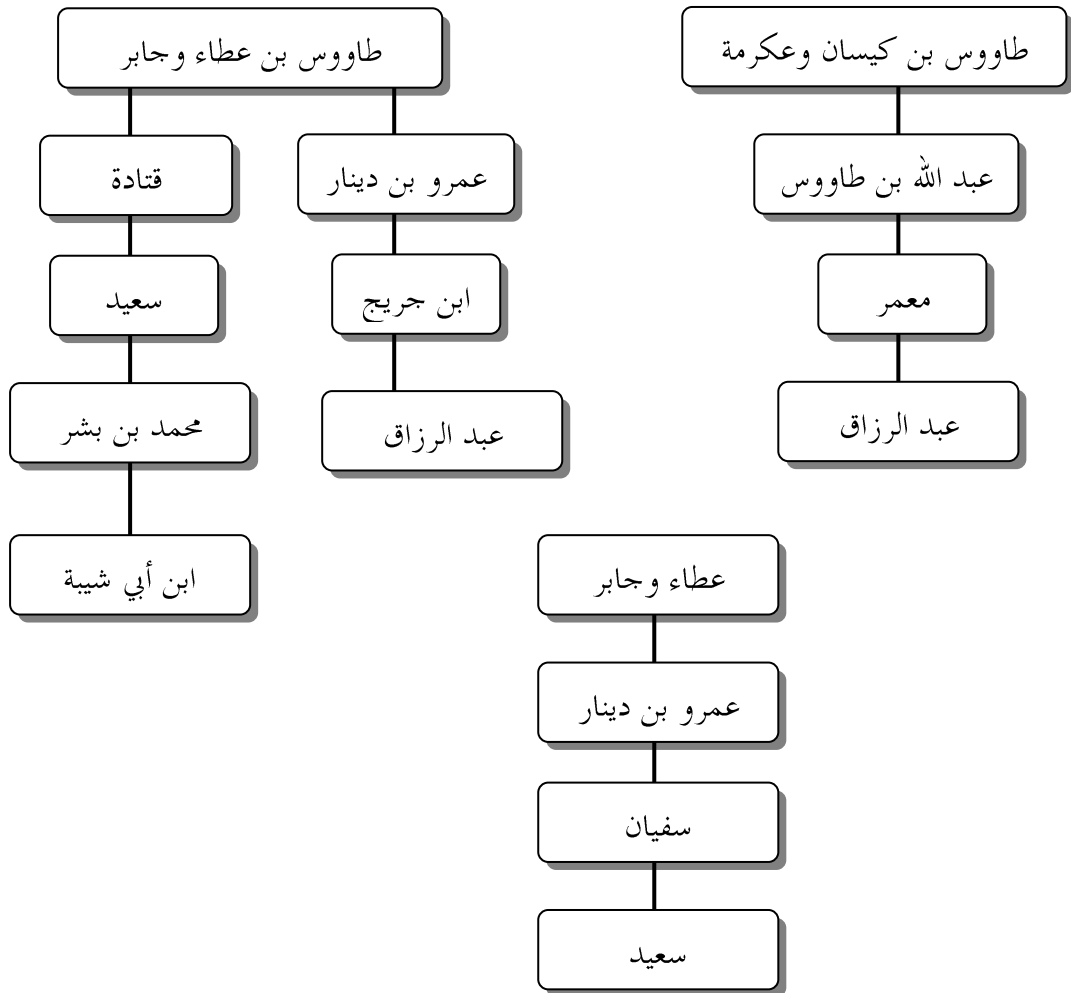 طاووس بن كيسان وعكرمة
عبد الله بن طاووس
معمر
عبد الرزاق
طاووس بن عطاء وجابر
عمرو بن دينار
ابن جريج
عبد الرزاق
قتادة
سعيد
محمد بن بشر
ابن أبي شيبة
عطاء وجابر
عمرو بن دينار
سفيان
سعيد